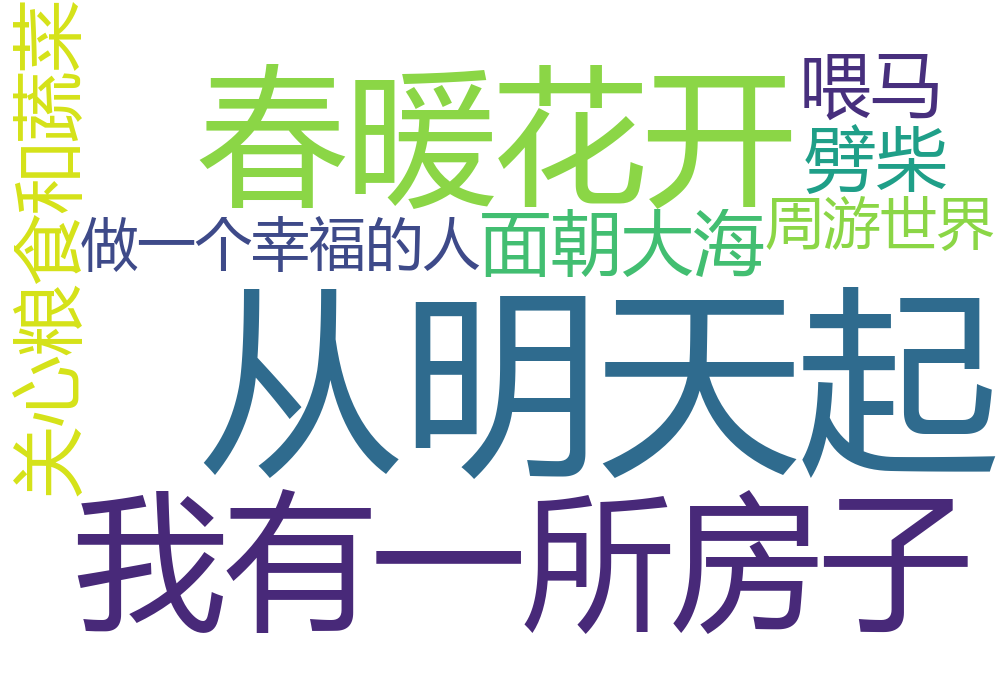 关心粮食和蔬菜
春暖花开
喂马
劈柴
周游世界
做一个幸福的人
面朝大海
从明天起
我有一所房子